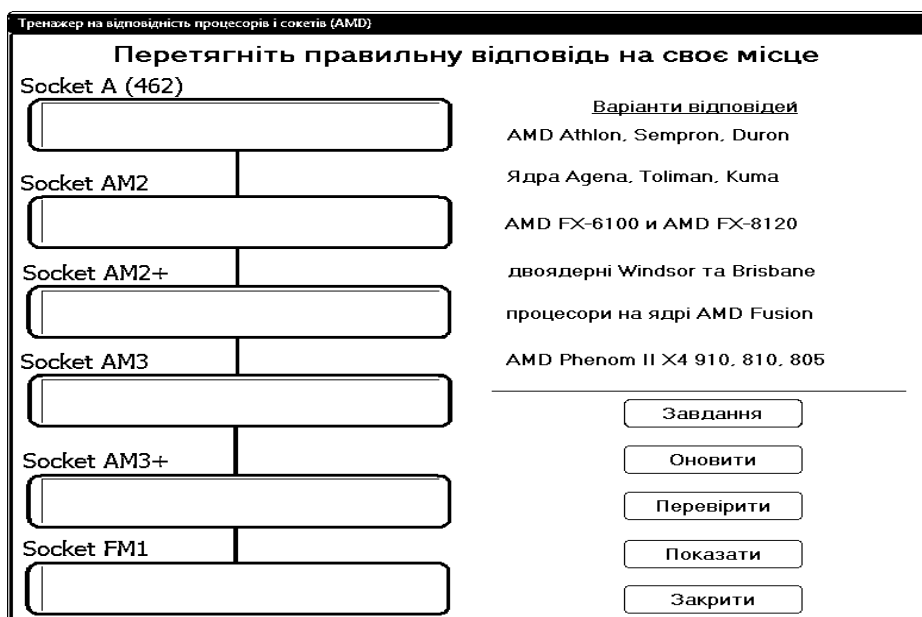 Тренажер на відповідність процесорів і сокетів (AMD)
Перетягніть правильну відповідь на своє місце
Socket A (462)
Socket AM2
Socket AM2+
Socket AM3
Socket AM3+
Socket FM1
Варіанти відповідей
AMD Athlon, Sempron, Duron
Ядра Agena, Toliman, Kuma
AMD FX-6100 и AMD FX-8120
двоядерні Windsor та Brisbane
процесори на ядрі AMD Fusion
AMD Phenom II X4 910, 810, 805
Завдання
Оновити
Перевірити
Показати
Закрити